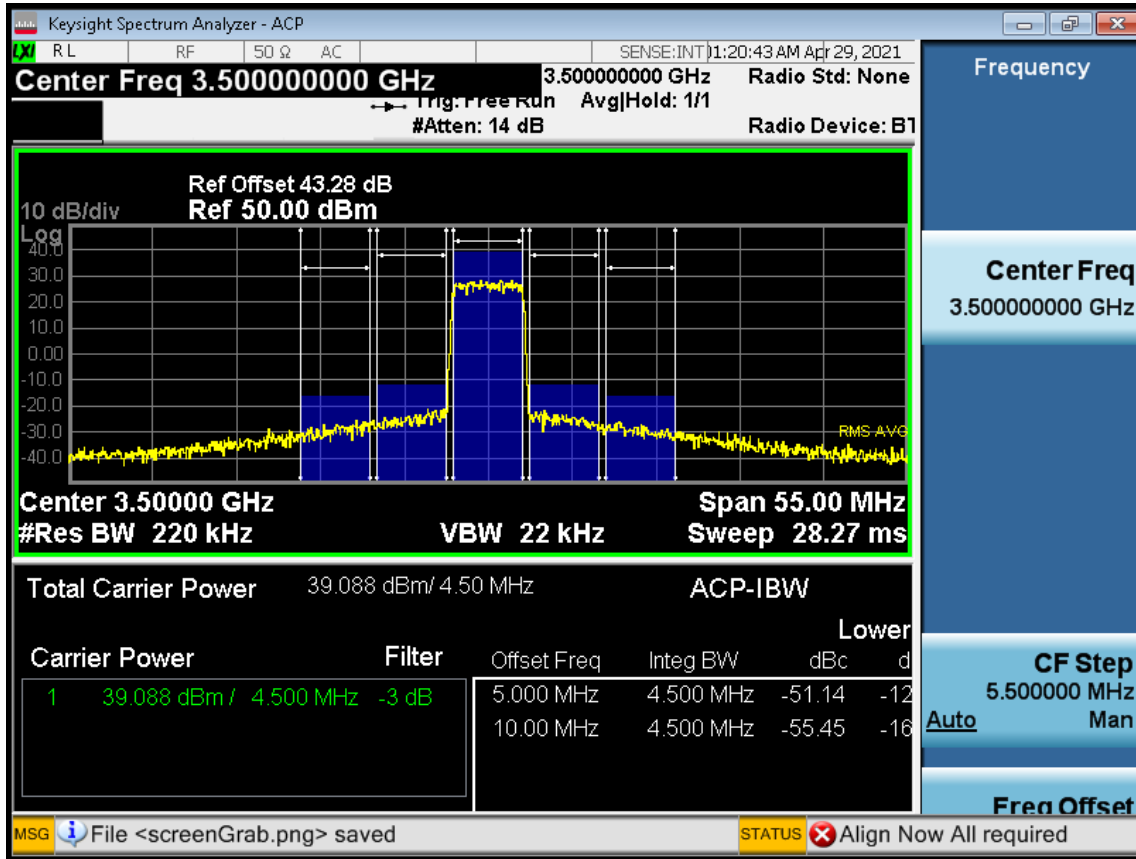 Keysight Spectrum Analyzer - ACP
LXI RL RF 50 Ω AC SENSE:INT 01:20:43 AM Apr 29, 2021
Center Freq 3.500000000 GHz 3.500000000 GHz Radio Std: None
Trig: Free Run Avg|Hold: 1/1
#Atten: 14 dB Radio Device: BT
Ref Offset 43.28 dB
10 dB/div Ref 50.00 dBm
Log
40.0
30.0
20.0
10.0
0.00
-10.0
-20.0
-30.0
RMS AVG
-40.0
Center 3.50000 GHz Span 55.00 MHz
#Res BW 220 kHz VBW 22 kHz Sweep 28.27 ms
Total Carrier Power 39.088 dBm/ 4.50 MHz ACP-IBW
Lower
Carrier Power Filter Offset Freq Integ BW dBc d
1 39.088 dBm / 4.500 MHz -3 dB 5.000 MHz 4.500 MHz -51.14 -12
10.00 MHz 4.500 MHz -55.45 -16
Frequency
Center Freq
3.500000000 GHz
CF Step
5.500000 MHz
Auto Man
Freq Offset
MSG File <screenGrab.png> saved STATUS Align Now All required